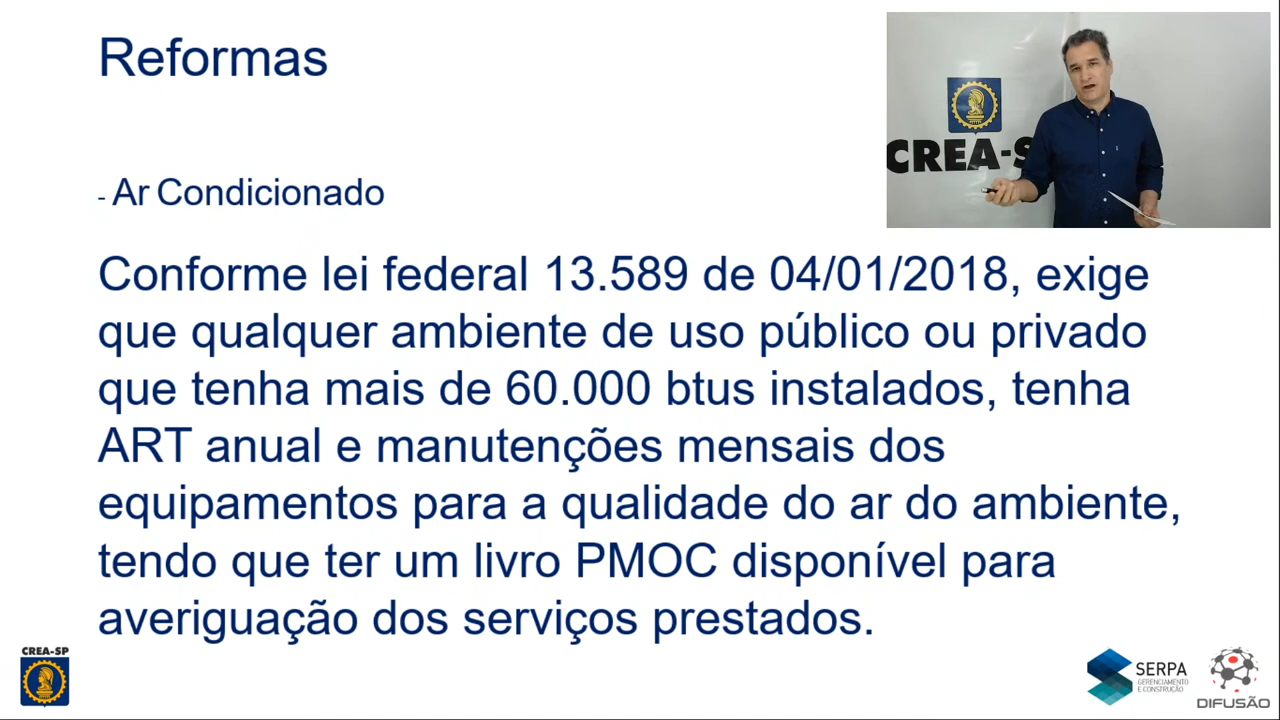 Reformas
CREA-S
- Ar Condicionado
Conforme lei federal 13.589 de 04/01/2018, exige
que qualquer ambiente de uso público ou privado
que tenha mais de 60.000 btus instalados, tenha
ART anual e manutenções mensais dos
equipamentos para a qualidade do ar do ambiente,
tendo que ter um livro PMOC disponível para
averiguação dos serviços prestados.
CREA-SP
SERPA
GERENCIAMENTO
E CONSTRUÇÃO
DIFUSÃO